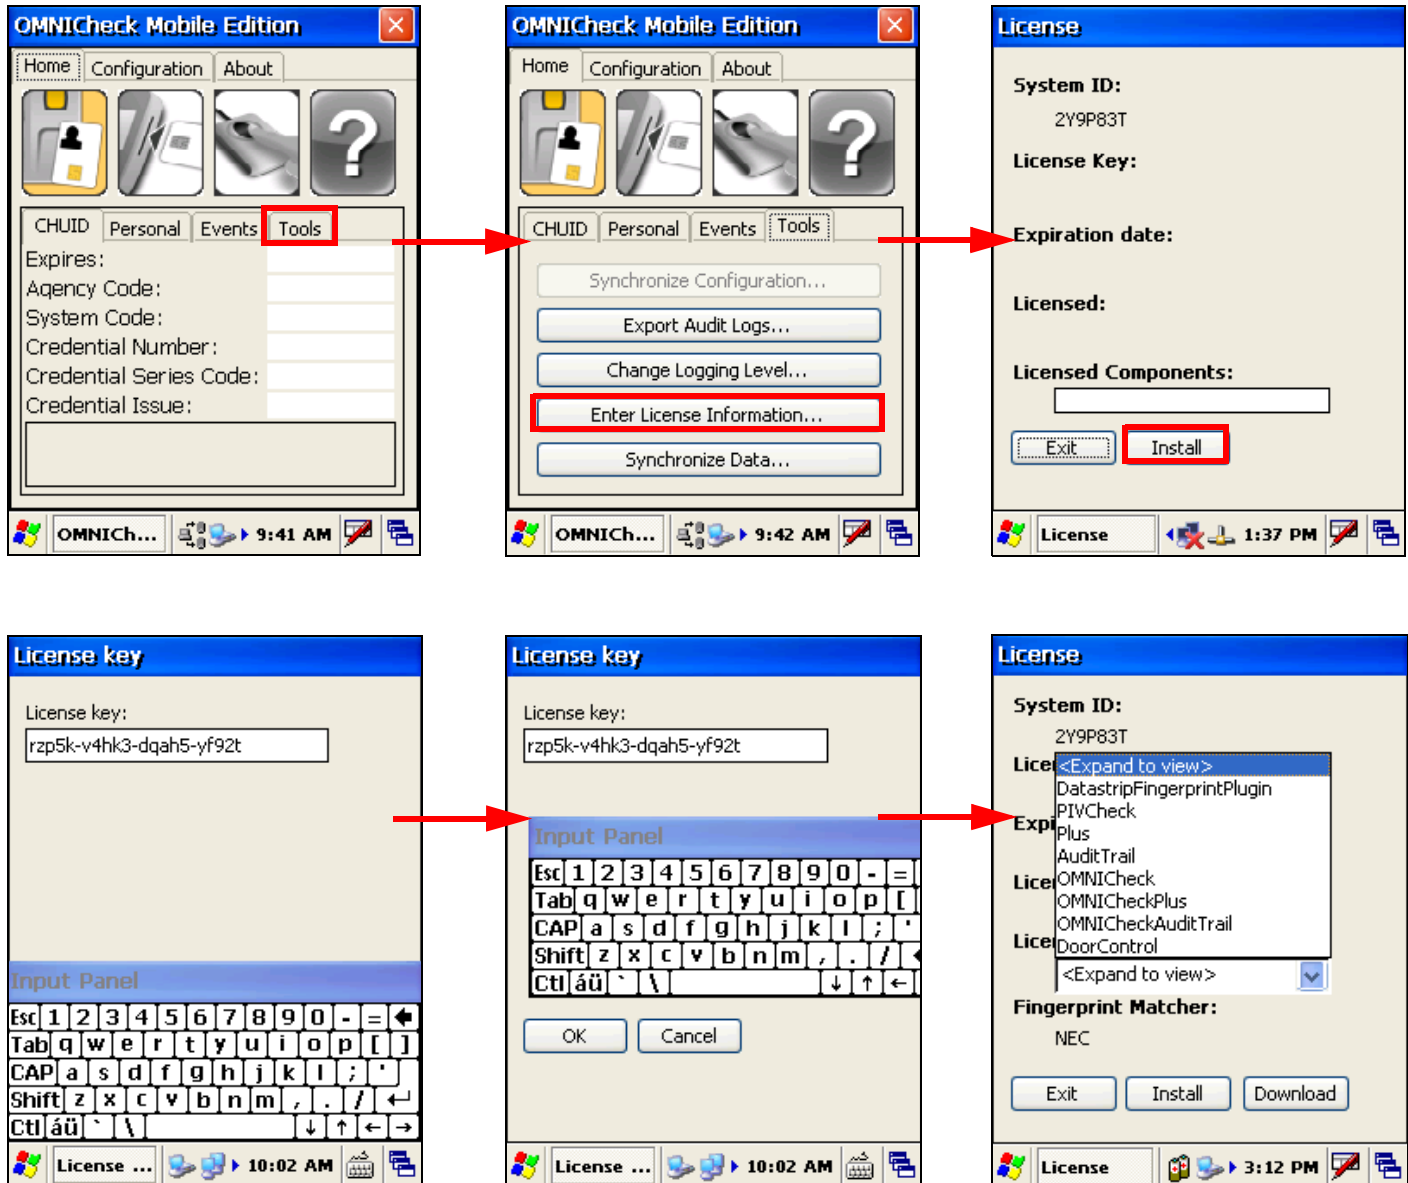 OMNICheck Mobile Edition
Home Configuration About
CHUID Personal Events Tools
Expires:
Agency Code:
System Code:
Credential Number:
Credential Series Code:
Credential Issue:
OMNICh... 9:41 AM
OMNICheck Mobile Edition
Home Configuration About
CHUID Personal Events Tools
Synchronize Configuration...
Export Audit Logs...
Change Logging Level...
Enter License Information...
Synchronize Data...
OMNICh... 9:42 AM
License
System ID:
2Y9P83T
License Key:
Expiration date:
Licensed:
Licensed Components:
Exit Install
License 1:37 PM
License key
License key:
rzp5k-v4hk3-dqah5-yf92t
Input Panel
Esc 1 2 3 4 5 6 7 8 9 0 - =
Tab q w e r t y u i o p [ ]
CAP a s d f g h j k l ; '
Shift z x c v b n m , . /
Ctl áü ` \ ↓ ↑ ← →
License ... 10:02 AM
License key
License key:
rzp5k-v4hk3-dqah5-yf92t
Input Panel
Esc 1 2 3 4 5 6 7 8 9 0 - =
Tab q w e r t y u i o p [
CAP a s d f g h j k l ; '
Shift z x c v b n m , . /
Ctl áü ` \ ↓ ↑ ←
OK Cancel
License ... 10:02 AM
License
System ID:
2Y9P83T
Licen <Expand to view>
DatastripFingerprintPlugin
PIVCheck
Expi Plus
AuditTrail
Licen OMNICheck
OMNICheckPlus
OMNICheckAuditTrail
Licen DoorControl
<Expand to view>
Fingerprint Matcher:
NEC
Exit Install Download
License 3:12 PM